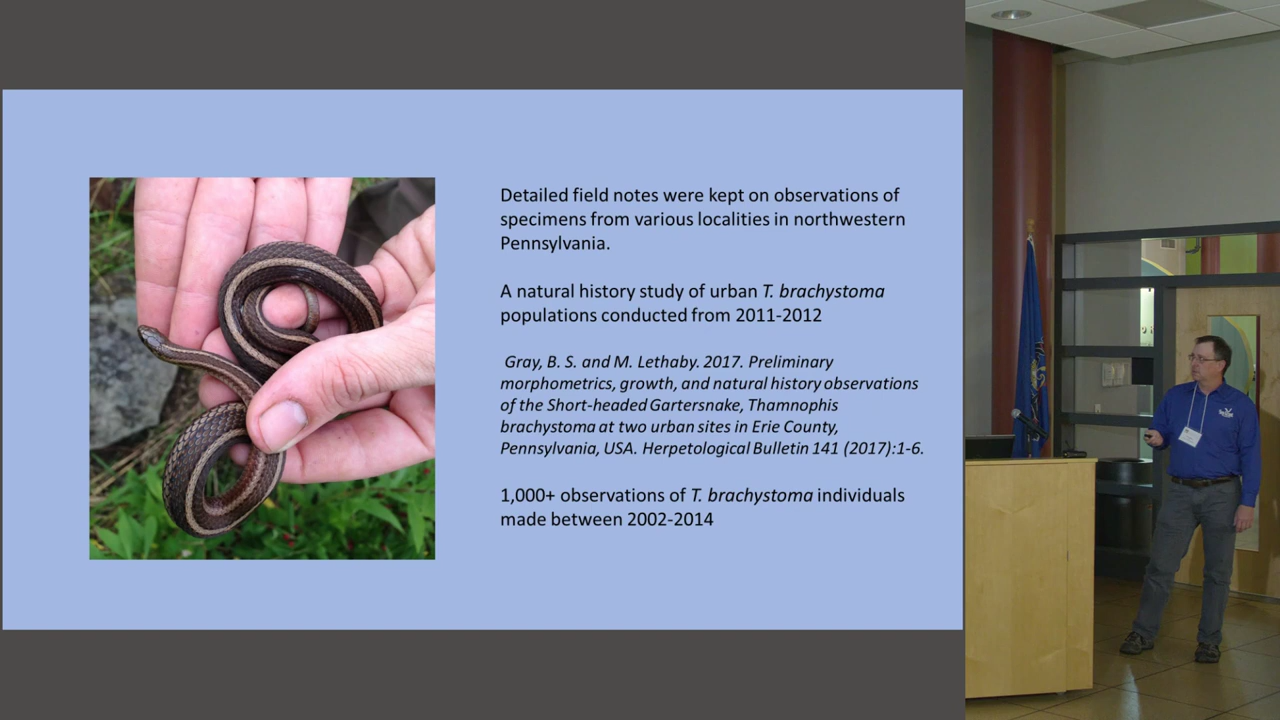 Detailed field notes were kept on observations of
specimens from various localities in northwestern
Pennsylvania.
A natural history study of urban T. brachystoma
populations conducted from 2011-2012
Gray, B. S. and M. Lethaby. 2017. Preliminary
morphometrics, growth, and natural history observations
of the Short-headed Gartersnake, Thamnophis
brachystoma at two urban sites in Erie County,
Pennsylvania, USA. Herpetological Bulletin 141 (2017):1-6.
1,000+ observations of T. brachystoma individuals
made between 2002-2014